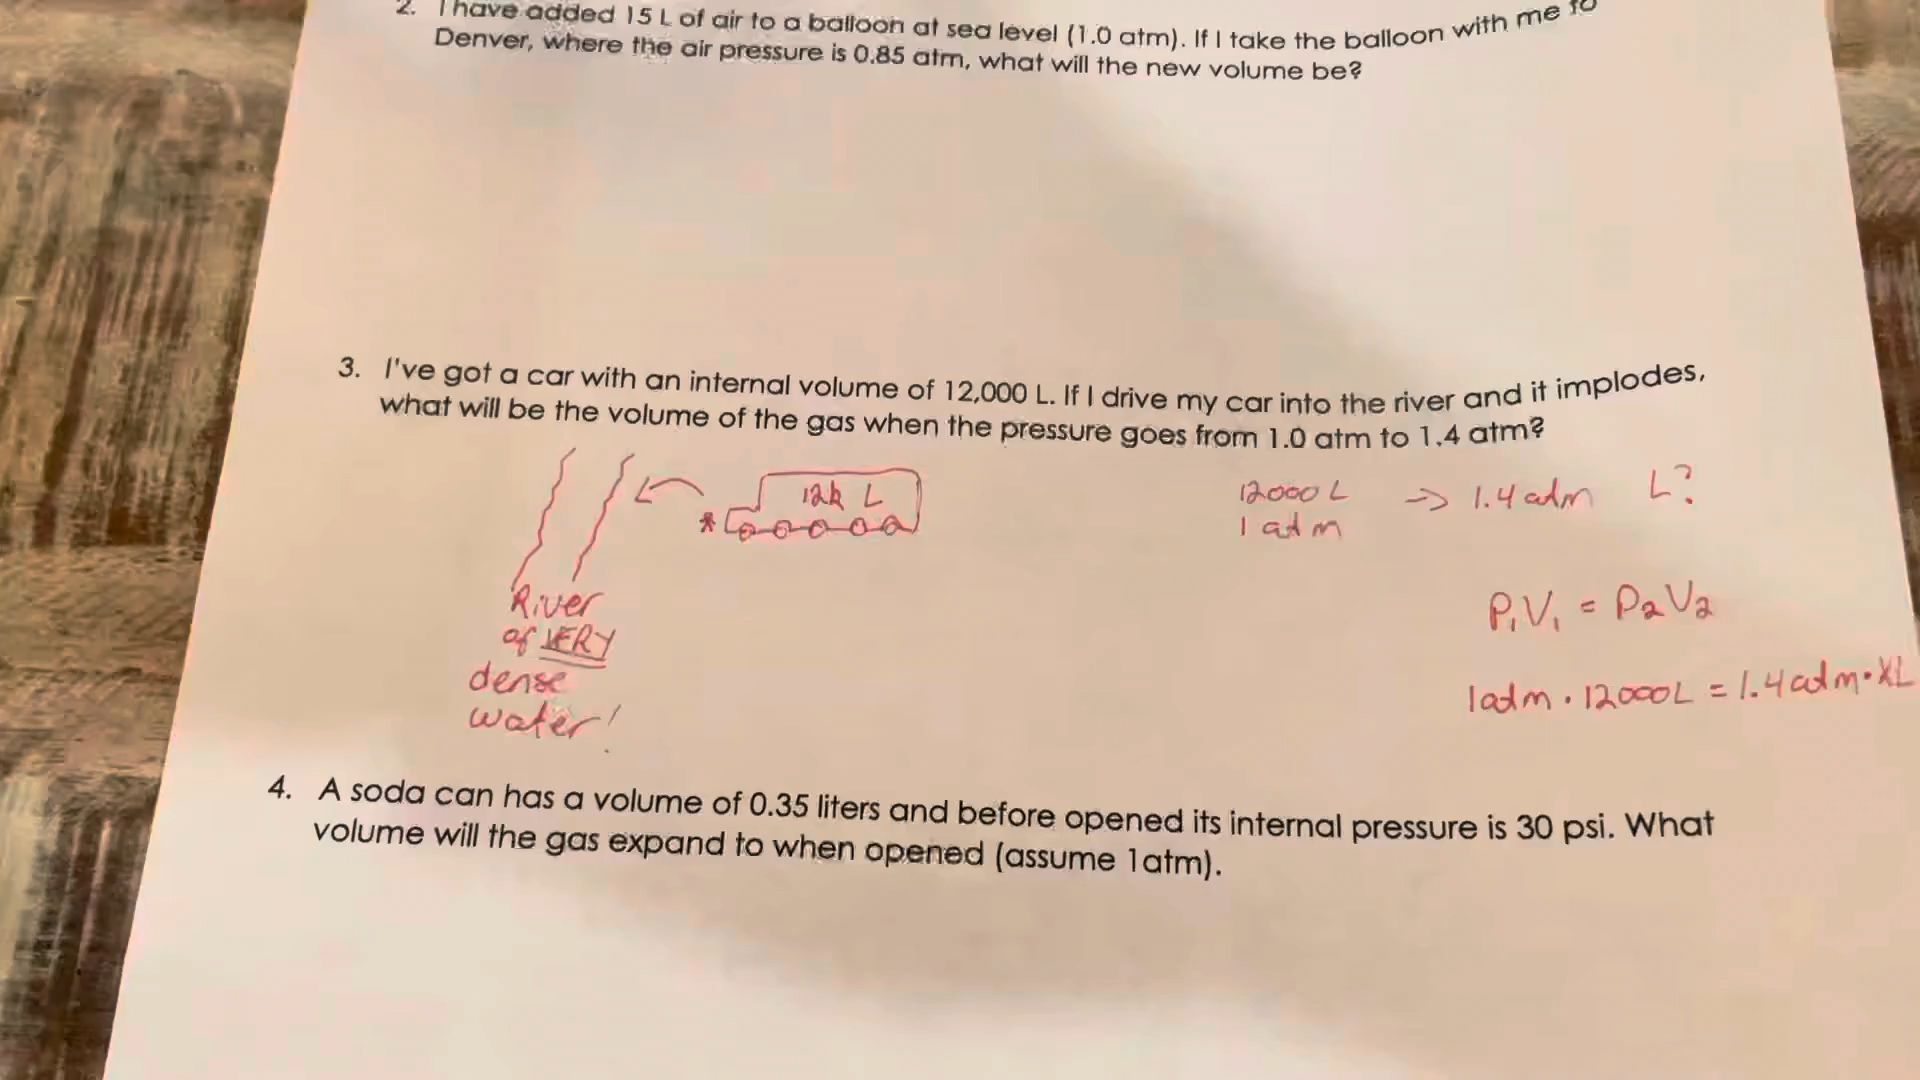 2. I have added 15 L of air to a balloon at sea level (1.0 atm). If I take the balloon with me to
Denver, where the air pressure is 0.85 atm, what will the new volume be?
3. I've got a car with an internal volume of 12,000 L. If I drive my car into the river and it implodes,
what will be the volume of the gas when the pressure goes from 1.0 atm to 1.4 atm?
12k L
12000 L → 1.4 atm L?
1 atm
River
of VERY
dense
water!
P₁V₁ = P₂V₂
1atm · 12000L = 1.4 atm · XL
4. A soda can has a volume of 0.35 liters and before opened its internal pressure is 30 psi. What
volume will the gas expand to when opened (assume 1atm).